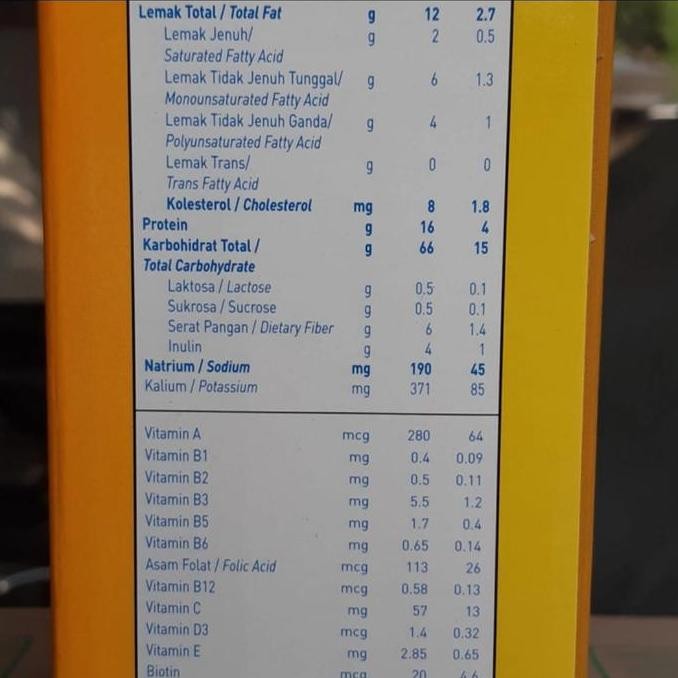 Lemak Total / Total Fat g 12 2.7
Lemak Jenuh/ g 2 0.5
Saturated Fatty Acid
Lemak Tidak Jenuh Tunggal/ g 6 1.3
Monounsaturated Fatty Acid
Lemak Tidak Jenuh Ganda/ g 4 1
Polyunsaturated Fatty Acid
Lemak Trans/ g 0 0
Trans Fatty Acid
Kolesterol / Cholesterol mg 8 1.8
Protein g 16 4
Karbohidrat Total / g 66 15
Total Carbohydrate
Laktosa / Lactose g 0.5 0.1
Sukrosa / Sucrose g 0.5 0.1
Serat Pangan / Dietary Fiber g 6 1.4
Inulin g 4 1
Natrium / Sodium mg 190 45
Kalium / Potassium mg 371 85
Vitamin A mcg 280 64
Vitamin B1 mg 0.4 0.09
Vitamin B2 mg 0.5 0.11
Vitamin B3 mg 5.5 1.2
Vitamin B5 mg 1.7 0.4
Vitamin B6 mg 0.65 0.14
Asam Folat / Folic Acid mcg 113 26
Vitamin B12 mcg 0.58 0.13
Vitamin C mg 57 13
Vitamin D3 mcg 1.4 0.32
Vitamin E mg 2.85 0.65
Biotin mcg 20